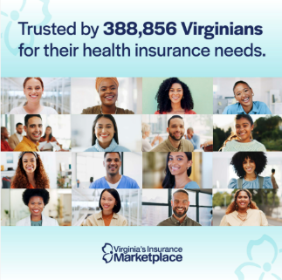 Trusted by 388,856 Virginians
for their health insurance needs.
Virginia's Insurance
Marketplace